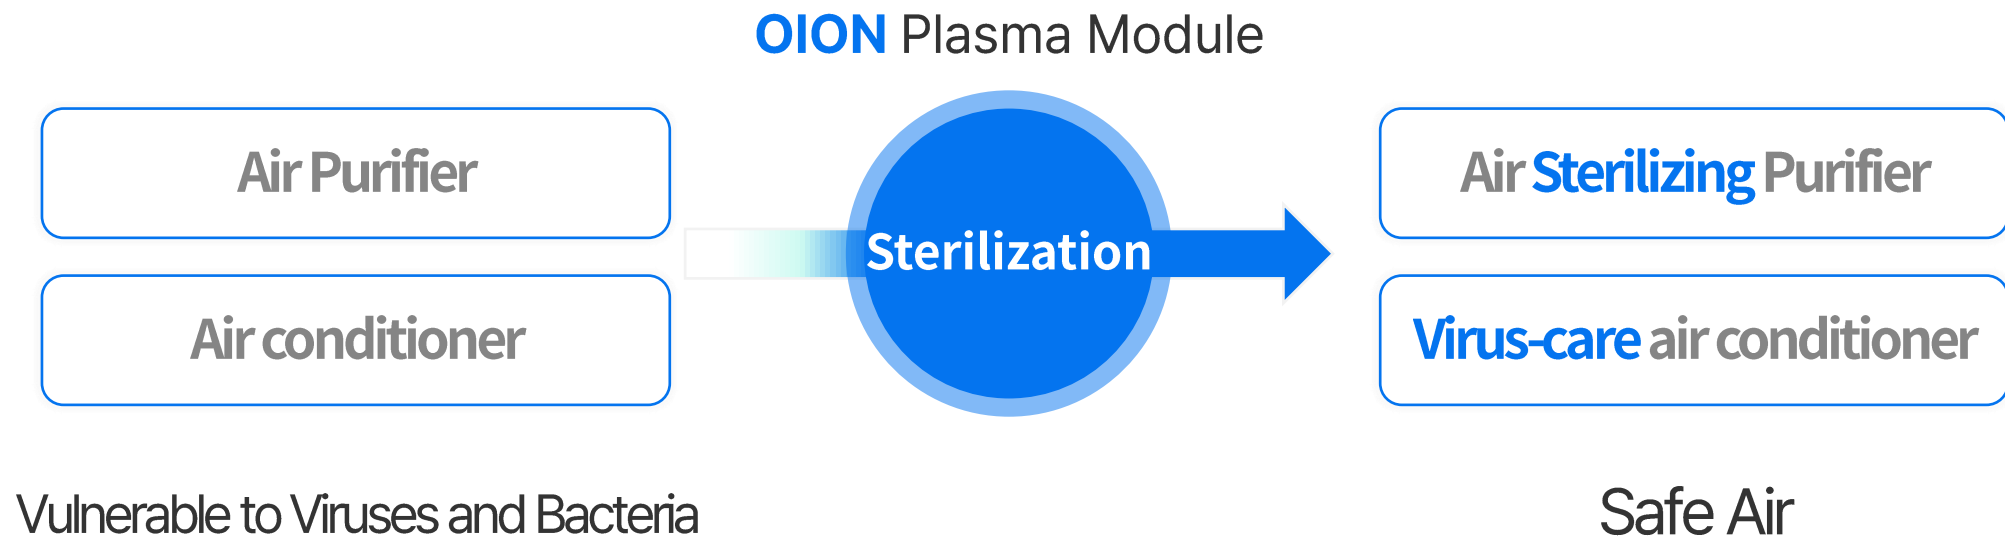 OION Plasma Module
Air Purifier
Air conditioner
Sterilization
Air Sterilizing Purifier
Virus-care air conditioner
Vulnerable to Viruses and Bacteria
Safe Air